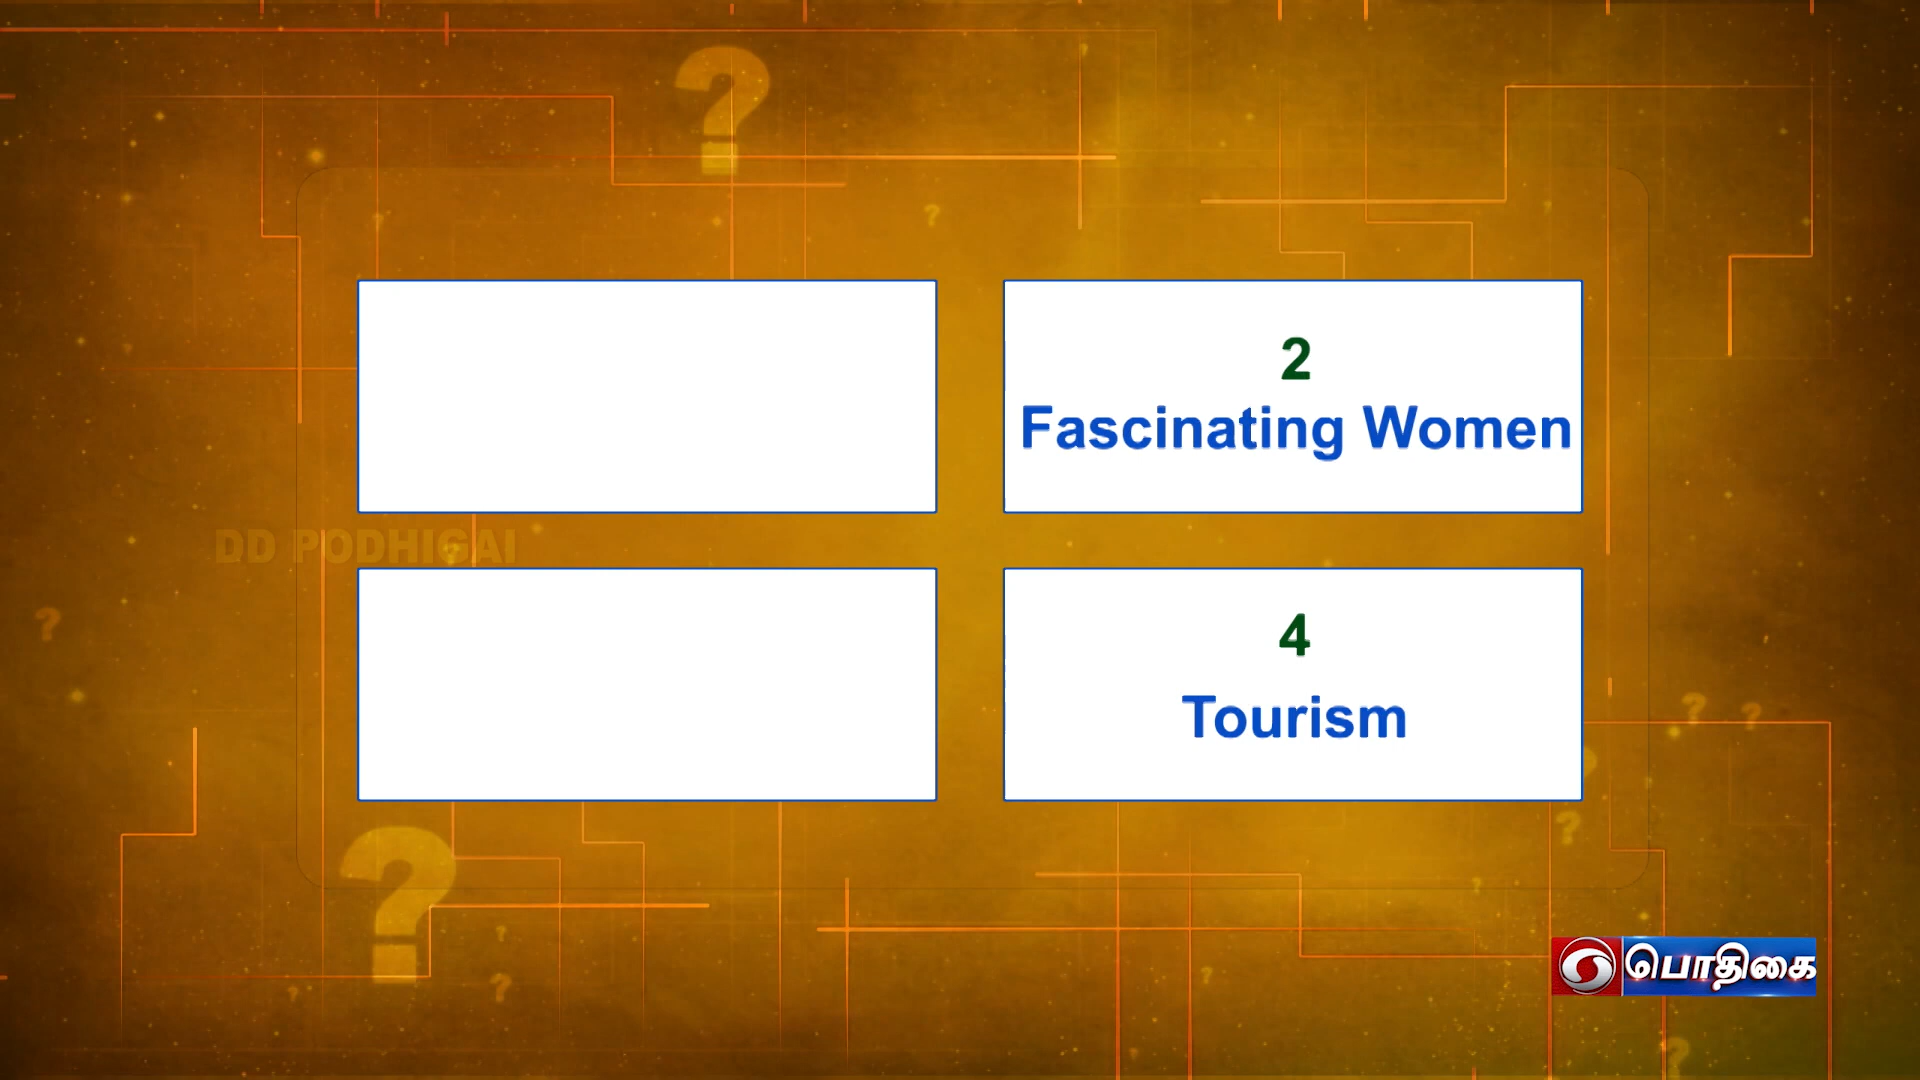 2
Fascinating Women
DD PODHIGAI
4
Tourism
பொதிகை